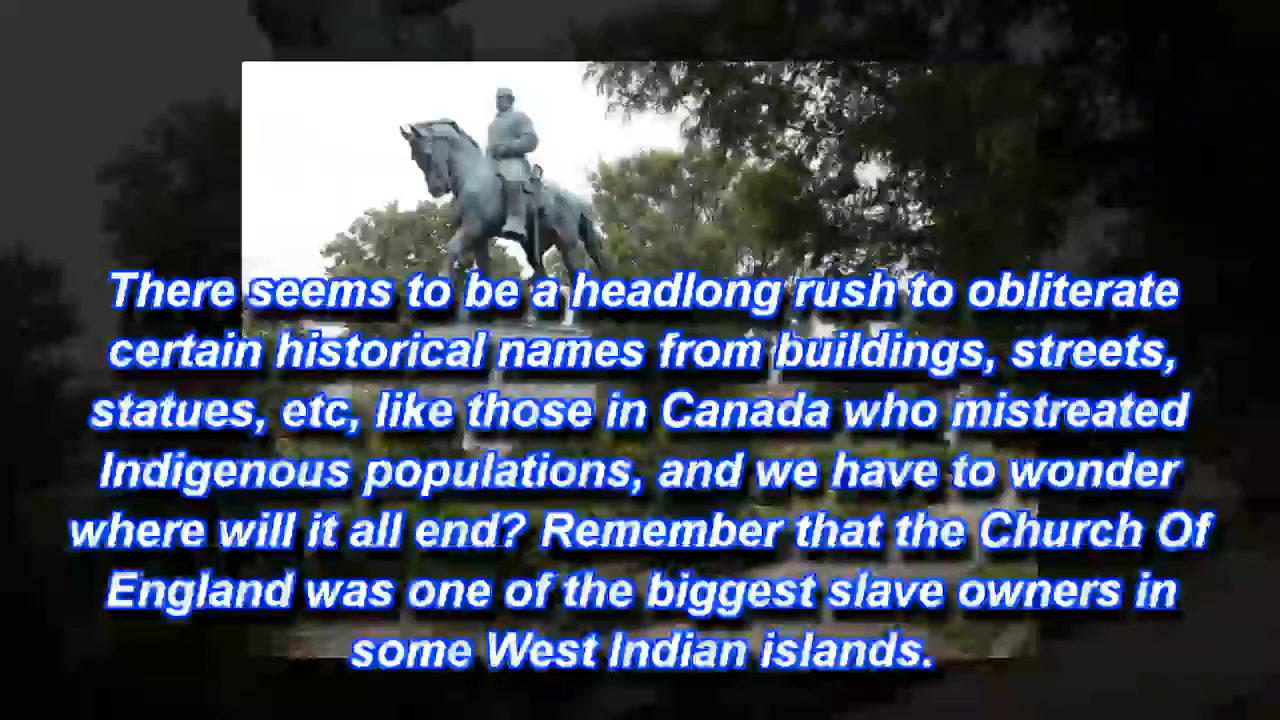 There seems to be a headlong rush to obliterate
certain historical names from buildings, streets,
statues, etc, like those in Canada who mistreated
Indigenous populations, and we have to wonder
where will it all end? Remember that the Church Of
England was one of the biggest slave owners in
some West Indian islands.